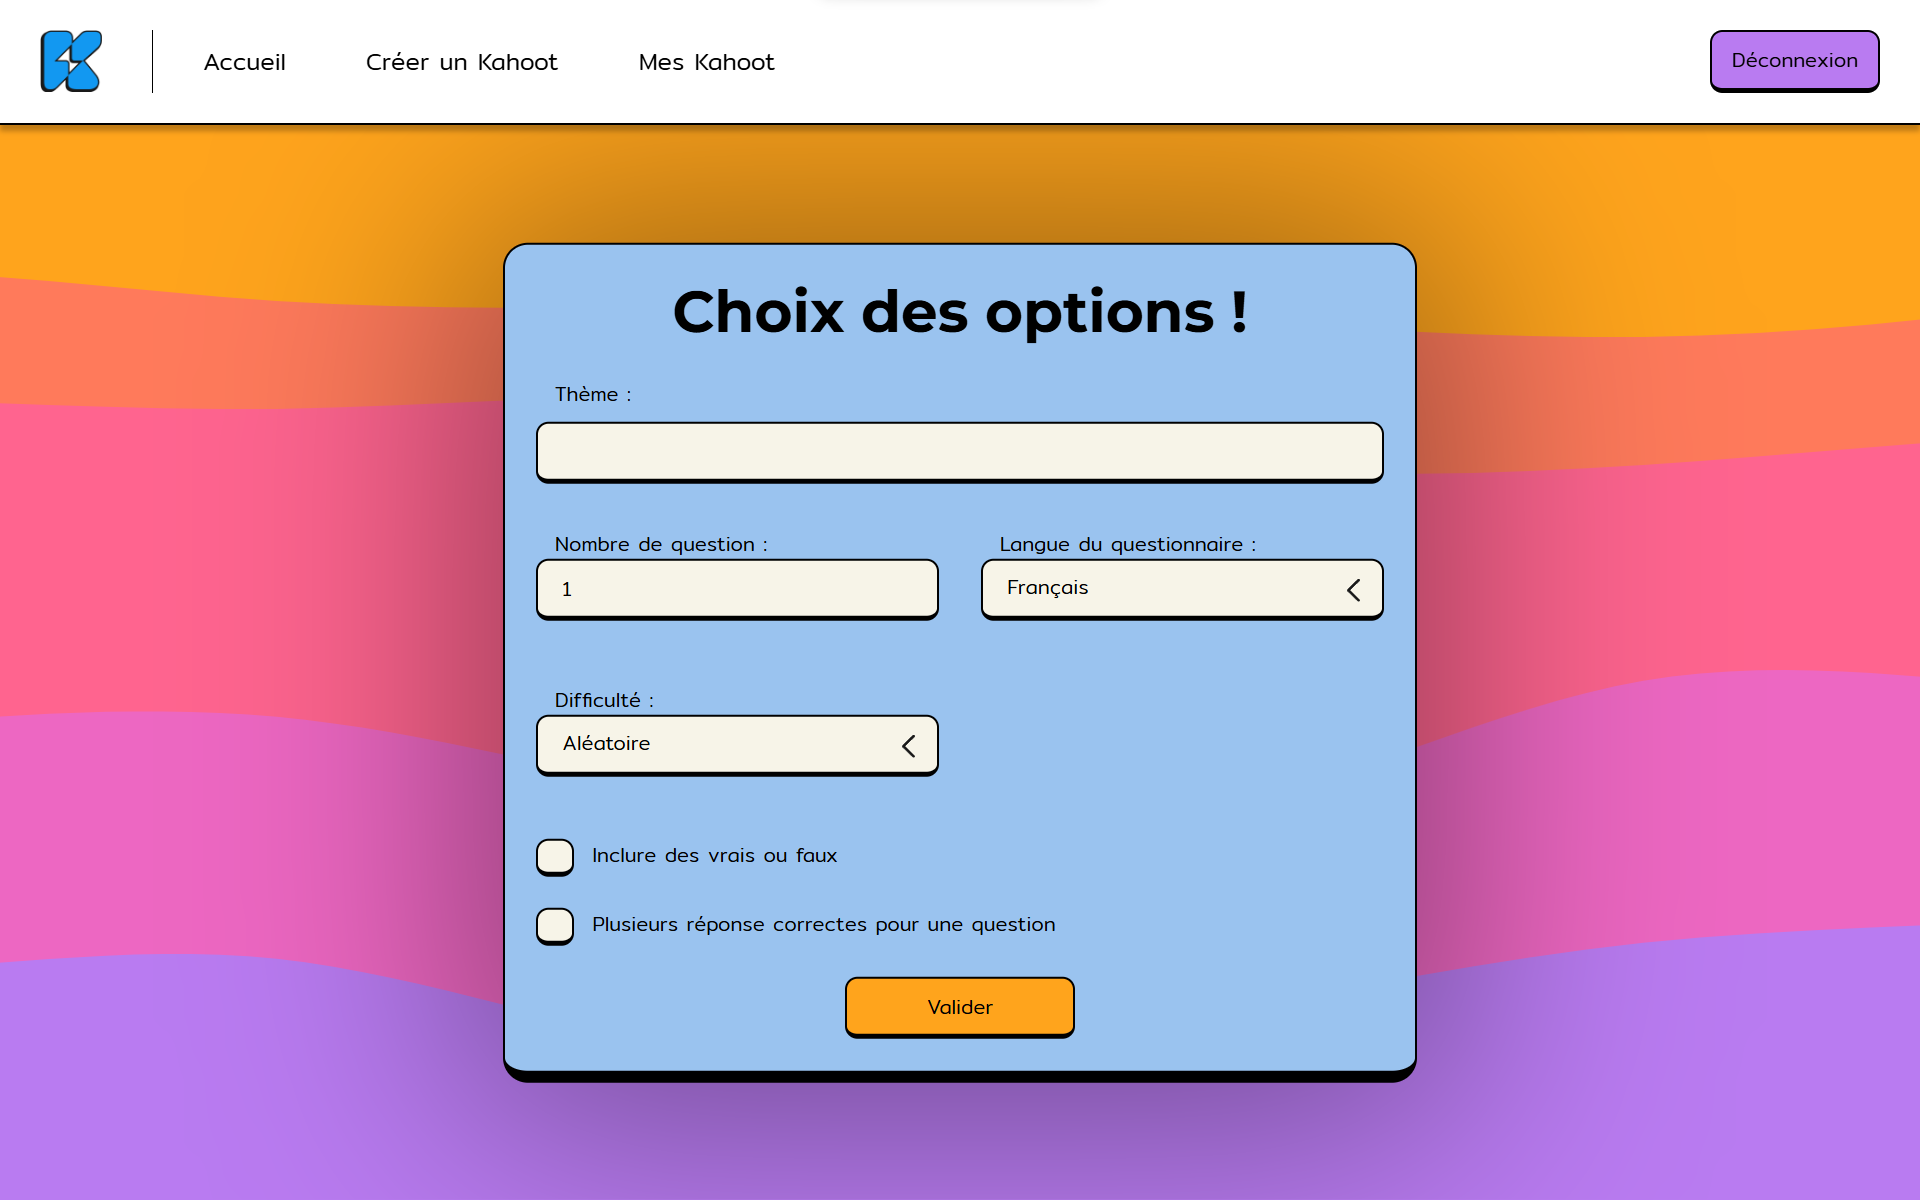 Accueil
Créer un Kahoot
Mes Kahoot
Déconnexion
Choix des options !
Thème :
Nombre de question :
Langue du questionnaire :
1
Français
Difficulté :
Aléatoire
Inclure des vrais ou faux
Plusieurs réponse correctes pour une question
Valider